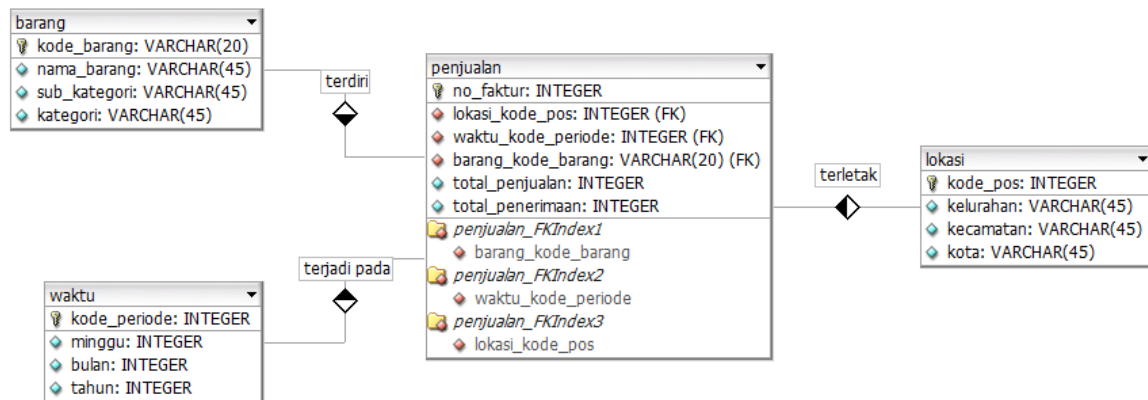 barang
kode_barang: VARCHAR(20)
nama_barang: VARCHAR(45)
sub_kategori: VARCHAR(45)
kategori: VARCHAR(45)
terdiri
penjualan
no_faktur: INTEGER
lokasi_kode_pos: INTEGER (FK)
waktu_kode_periode: INTEGER (FK)
barang_kode_barang: VARCHAR(20) (FK)
total_penjualan: INTEGER
total_penerimaan: INTEGER
penjualan_FKIndex1
barang_kode_barang
penjualan_FKIndex2
waktu_kode_periode
penjualan_FKIndex3
lokasi_kode_pos
terletak
lokasi
kode_pos: INTEGER
kelurahan: VARCHAR(45)
kecamatan: VARCHAR(45)
kota: VARCHAR(45)
terjadi pada
waktu
kode_periode: INTEGER
minggu: INTEGER
bulan: INTEGER
tahun: INTEGER